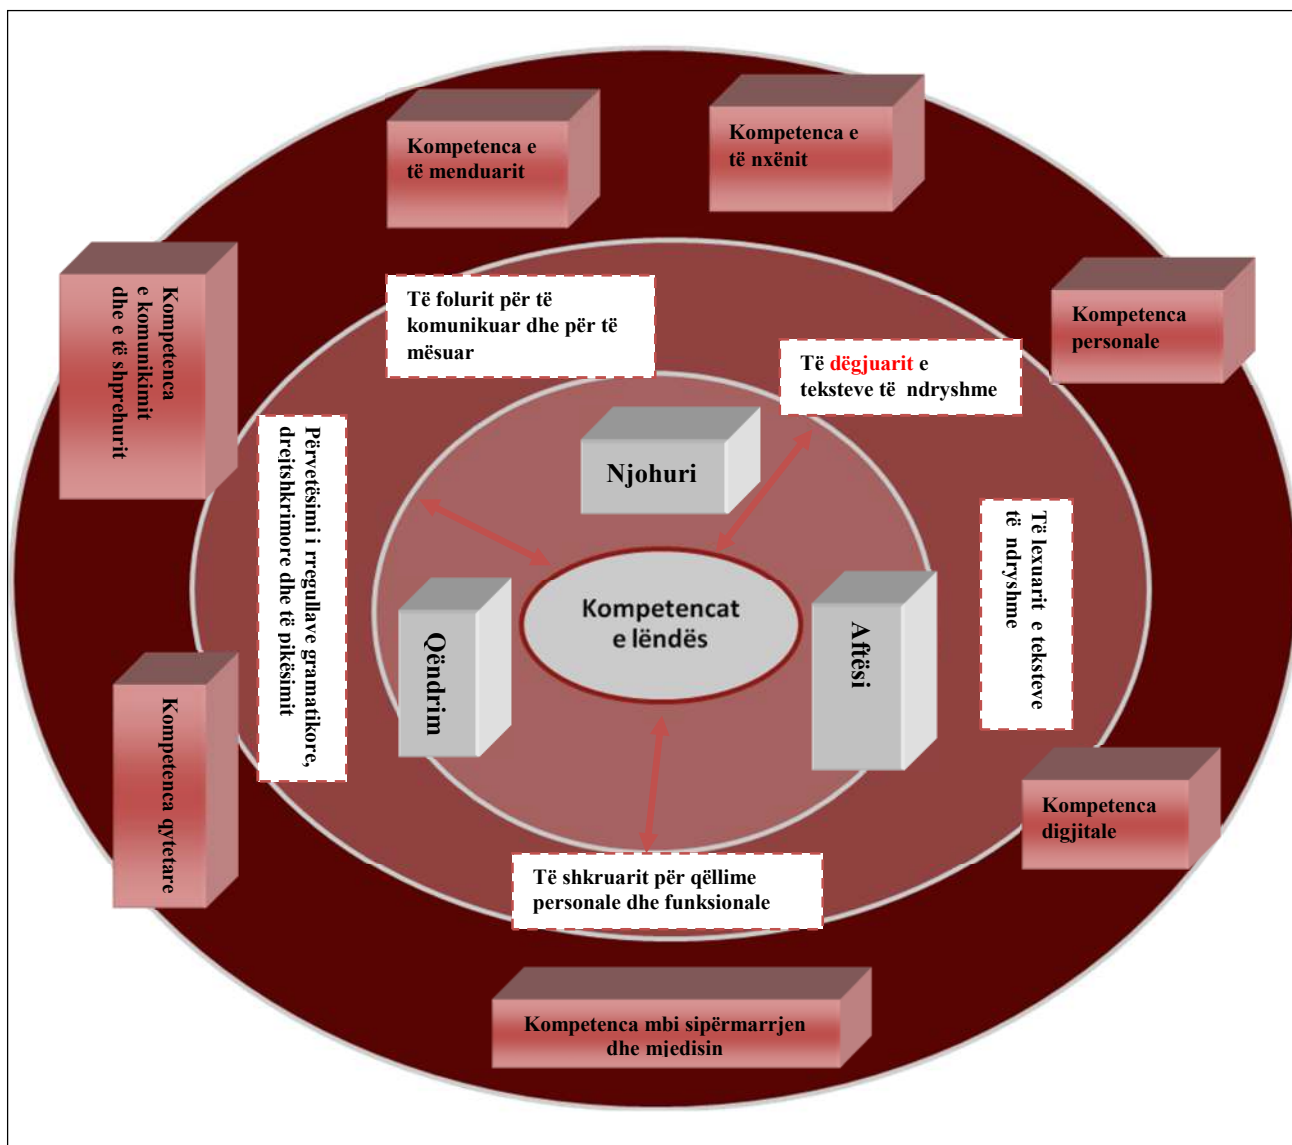 Kompetenca e
të menduarit
Kompetenca e
të nxënit
Kompetenca
e komunikimit
dhe e të shprehurit
Kompetenca
personale
Të folurit për të
komunikuar dhe për të
mësuar
Të dëgjuarit e
teksteve të ndryshme
Përvetësimi i rregullave gramatikore,
drejtshkrimore dhe të pikësimit
Njohuri
Të lexuarit e teksteve
të ndryshme
Kompetencat
e lëndës
Qëndrim
Aftësi
Kompetenca qytetare
Kompetenca
digjitale
Të shkruarit për qëllime
personale dhe funksionale
Kompetenca mbi sipërmarrjen
dhe mjedisin